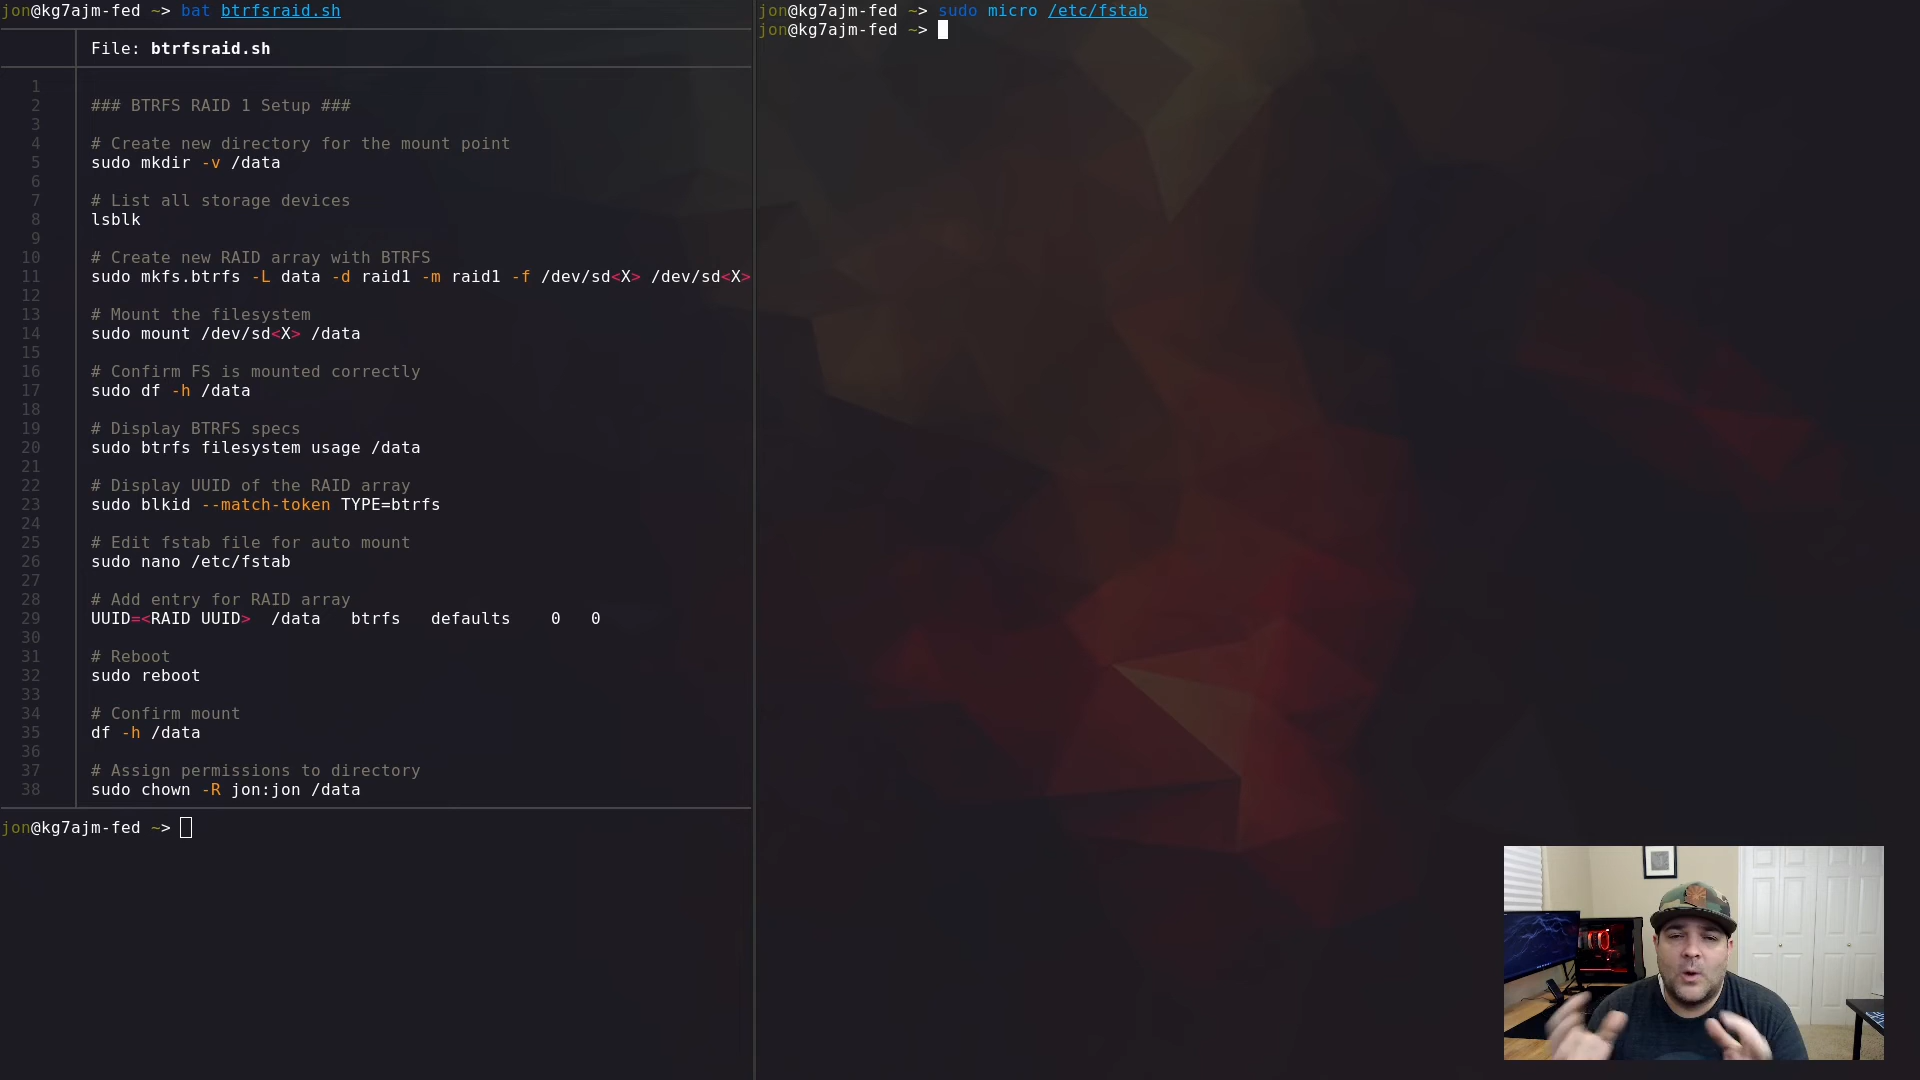 jon@kg7ajm-fed ~> bat btrfsraid.sh
File: btrfsraid.sh
1
2 ### BTRFS RAID 1 Setup ###
3
4 # Create new directory for the mount point
5 sudo mkdir -v /data
6
7 # List all storage devices
8 lsblk
9
10 # Create new RAID array with BTRFS
11 sudo mkfs.btrfs -L data -d raid1 -m raid1 -f /dev/sd<X> /dev/sd<X>
12
13 # Mount the filesystem
14 sudo mount /dev/sd<X> /data
15
16 # Confirm FS is mounted correctly
17 sudo df -h /data
18
19 # Display BTRFS specs
20 sudo btrfs filesystem usage /data
21
22 # Display UUID of the RAID array
23 sudo blkid --match-token TYPE=btrfs
24
25 # Edit fstab file for auto mount
26 sudo nano /etc/fstab
27
28 # Add entry for RAID array
29 UUID=<RAID UUID>  /data   btrfs   defaults    0   0
30
31 # Reboot
32 sudo reboot
33
34 # Confirm mount
35 df -h /data
36
37 # Assign permissions to directory
38 sudo chown -R jon:jon /data
jon@kg7ajm-fed ~>
jon@kg7ajm-fed ~> sudo micro /etc/fstab
jon@kg7ajm-fed ~>